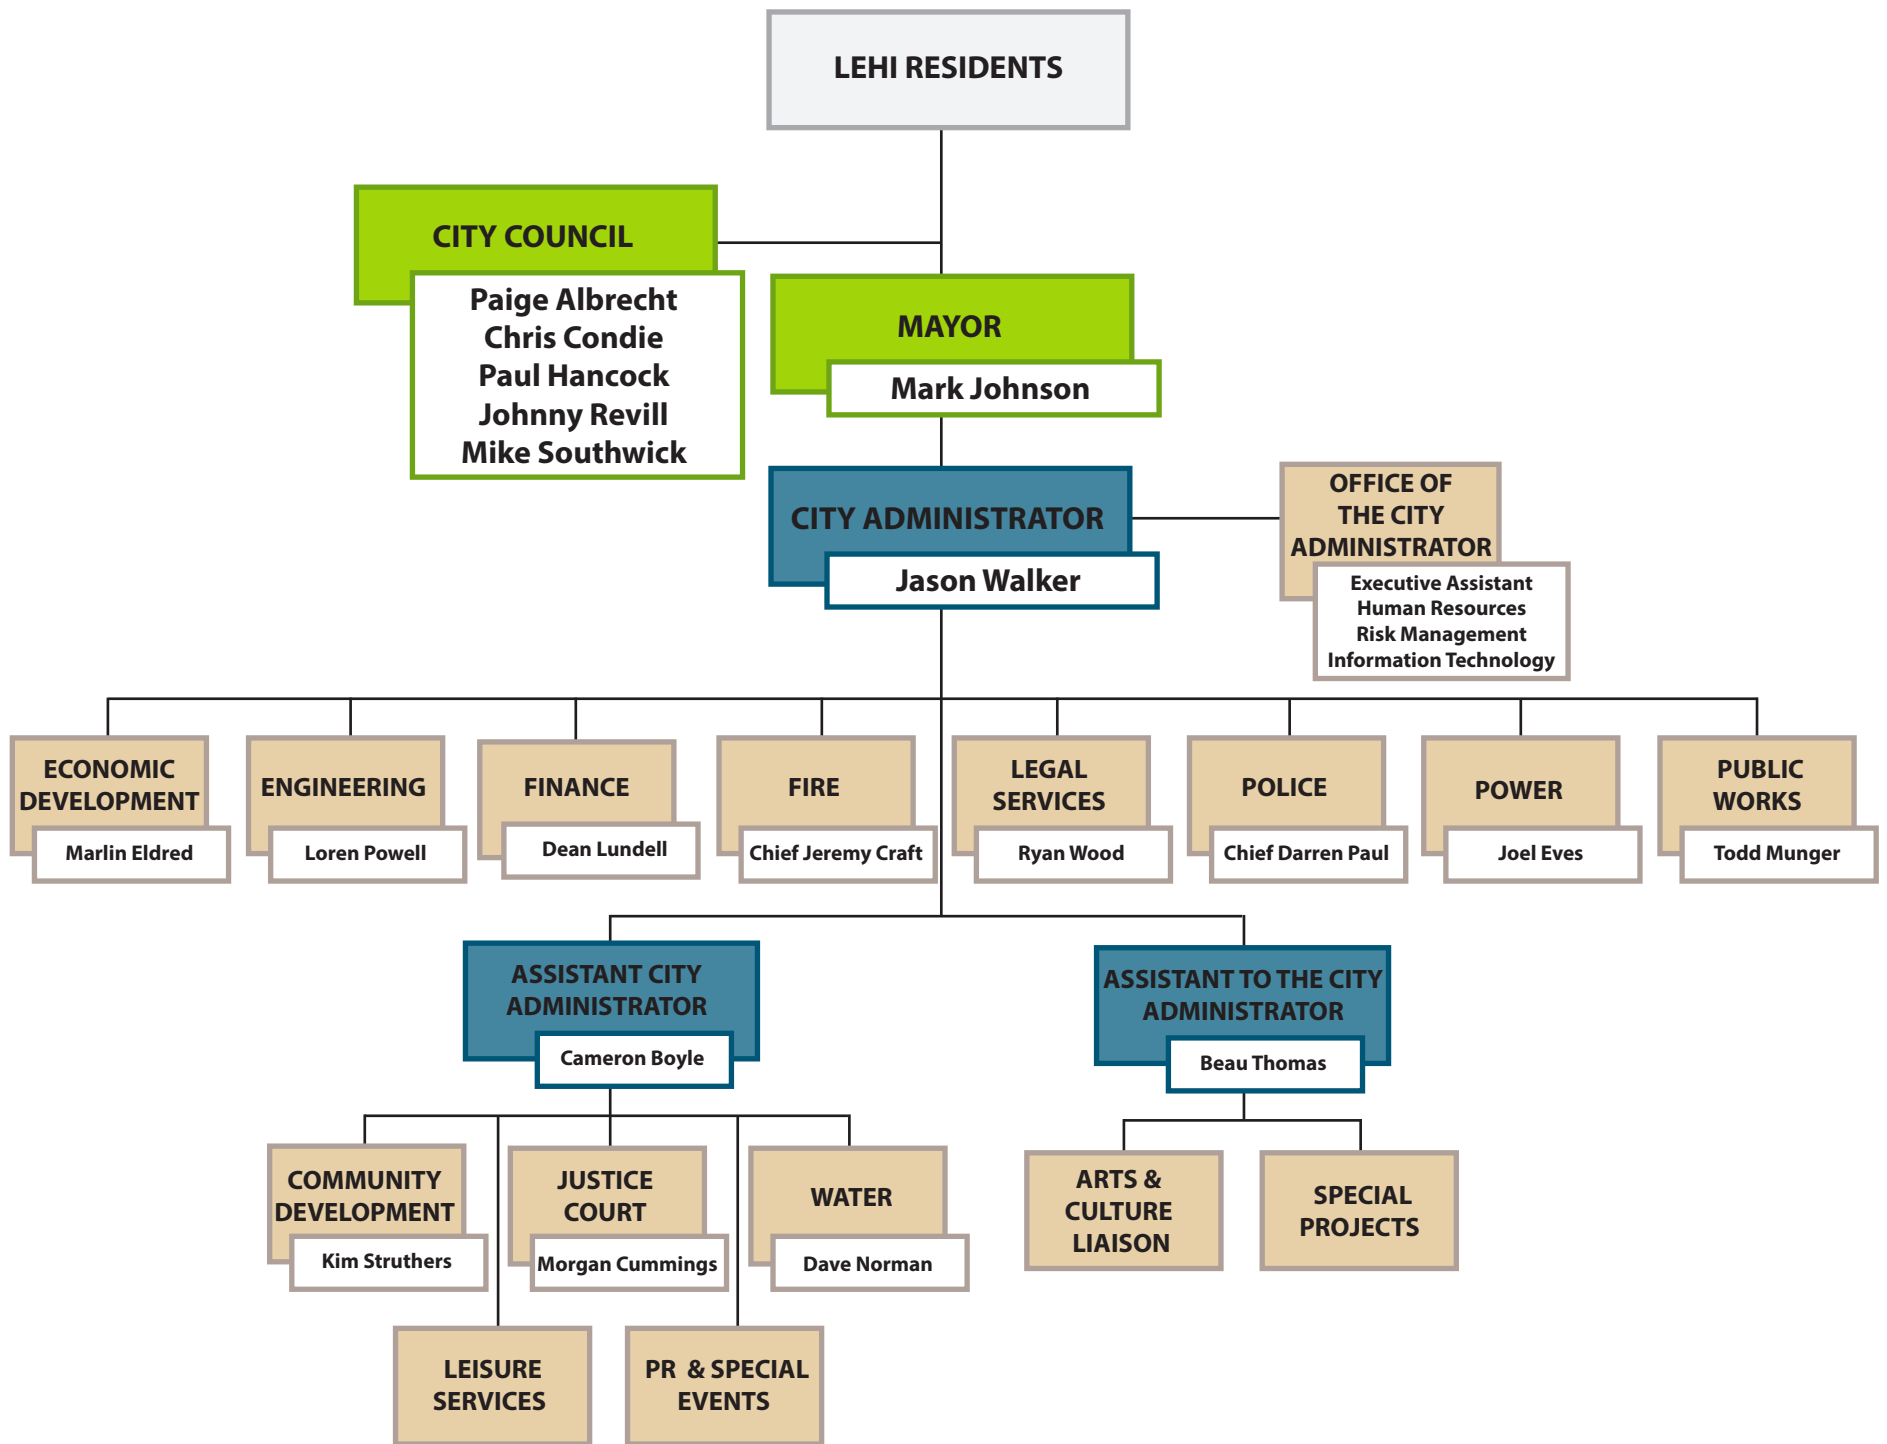 LEHI RESIDENTS
CITY COUNCIL
Paige Albrecht
Chris Condie
Paul Hancock
Johnny Revill
Mike Southwick
MAYOR
Mark Johnson
CITY ADMINISTRATOR
Jason Walker
OFFICE OF
THE CITY
ADMINISTRATOR
Executive Assistant
Human Resources
Risk Management
Information Technology
ECONOMIC
DEVELOPMENT
Marlin Eldred
ENGINEERING
Loren Powell
FINANCE
Dean Lundell
FIRE
Chief Jeremy Craft
LEGAL
SERVICES
Ryan Wood
POLICE
Chief Darren Paul
POWER
Joel Eves
PUBLIC
WORKS
Todd Munger
ASSISTANT CITY
ADMINISTRATOR
Cameron Boyle
ASSISTANT TO THE CITY
ADMINISTRATOR
Beau Thomas
COMMUNITY
DEVELOPMENT
Kim Struthers
JUSTICE
COURT
Morgan Cummings
WATER
Dave Norman
ARTS &
CULTURE
LIAISON
SPECIAL
PROJECTS
LEISURE
SERVICES
PR & SPECIAL
EVENTS